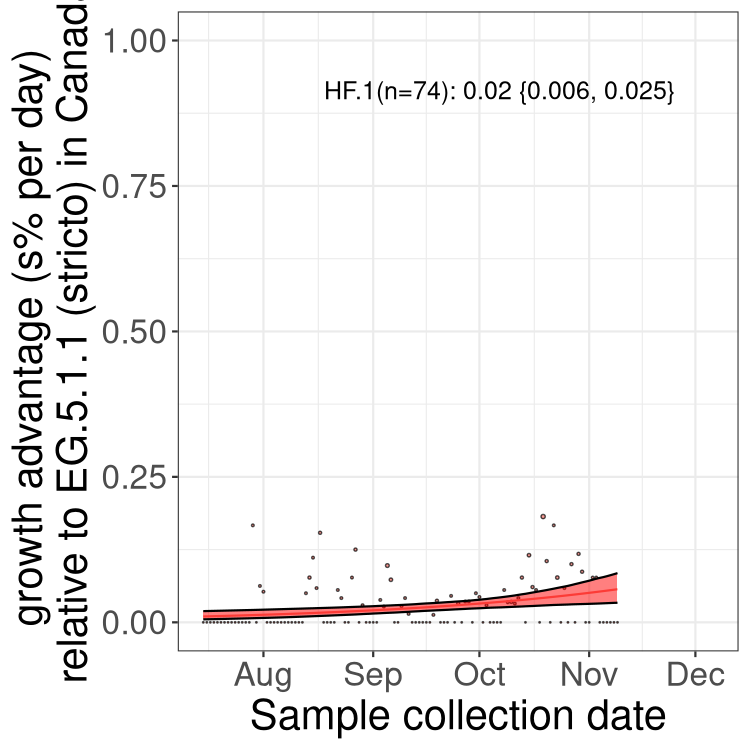 growth advantage (s% per day)
relative to EG.5.1.1 (stricto) in Canada
1.00
0.75
0.50
0.25
0.00
HF.1(n=74): 0.02 {0.006, 0.025}
Aug Sep Oct Nov Dec
Sample collection date